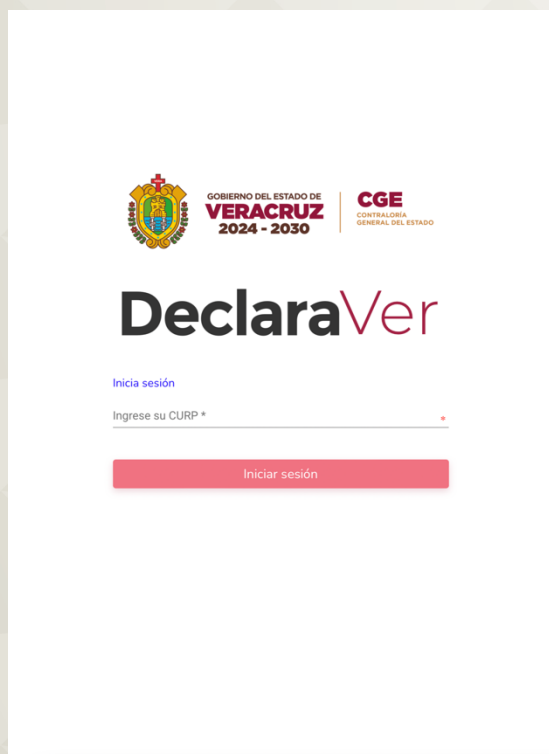 GOBIERNO DEL ESTADO DE
VERACRUZ
2024 - 2030
CGE
CONTRALORÍA
GENERAL DEL ESTADO
DeclaraVer
Inicia sesión
Ingrese su CURP *
*
Iniciar sesión